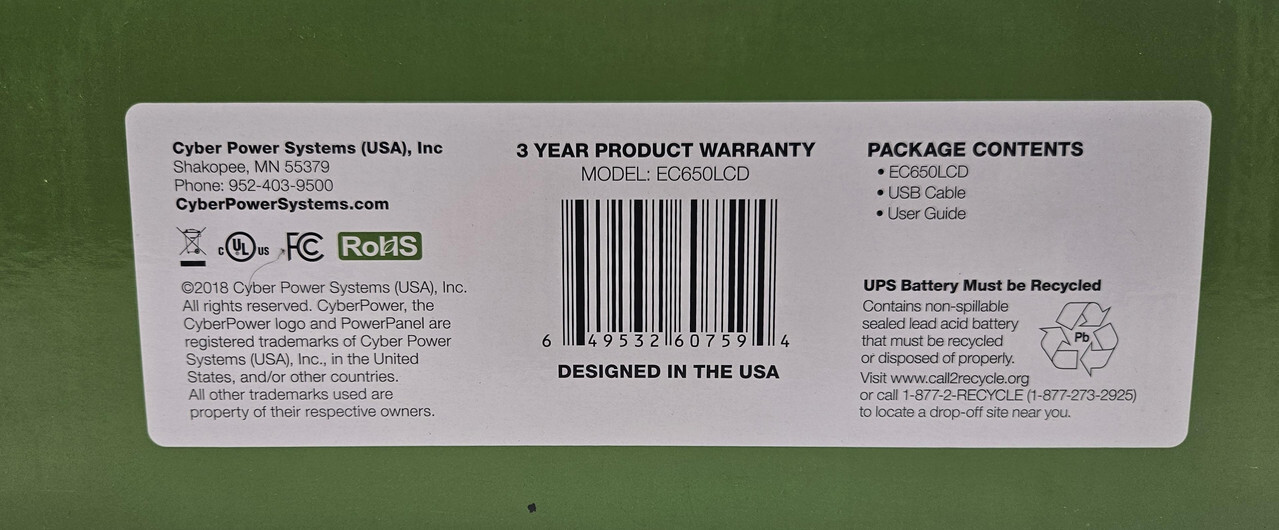 Cyber Power Systems (USA), Inc
Shakopee, MN 55379
Phone: 952-403-9500
CyberPowerSystems.com
c UL us FC RoHS
©2018 Cyber Power Systems (USA), Inc.
All rights reserved. CyberPower, the
CyberPower logo and PowerPanel are
registered trademarks of Cyber Power
Systems (USA), Inc., in the United
States, and/or other countries.
All other trademarks used are
property of their respective owners.
3 YEAR PRODUCT WARRANTY
MODEL: EC650LCD
6 49532 60759 4
DESIGNED IN THE USA
PACKAGE CONTENTS
• EC650LCD
• USB Cable
• User Guide
UPS Battery Must be Recycled
Contains non-spillable
sealed lead acid battery
that must be recycled
or disposed of properly.
Pb
Visit www.call2recycle.org
or call 1-877-2-RECYCLE (1-877-273-2925)
to locate a drop-off site near you.